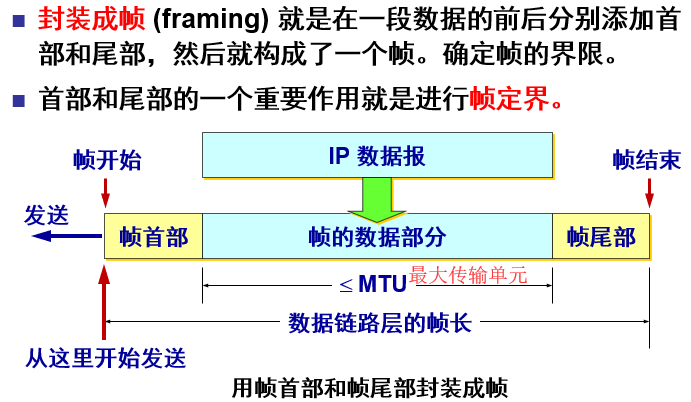 封装成帧 (framing) 就是在一段数据的前后分别添加首
部和尾部，然后就构成了一个帧。确定帧的界限。
首部和尾部的一个重要作用就是进行帧定界。
帧开始
IP 数据报
帧结束
发送
帧首部
帧的数据部分
帧尾部
≤ MTU
最大传输单元
数据链路层的帧长
从这里开始发送
用帧首部和帧尾部封装成帧